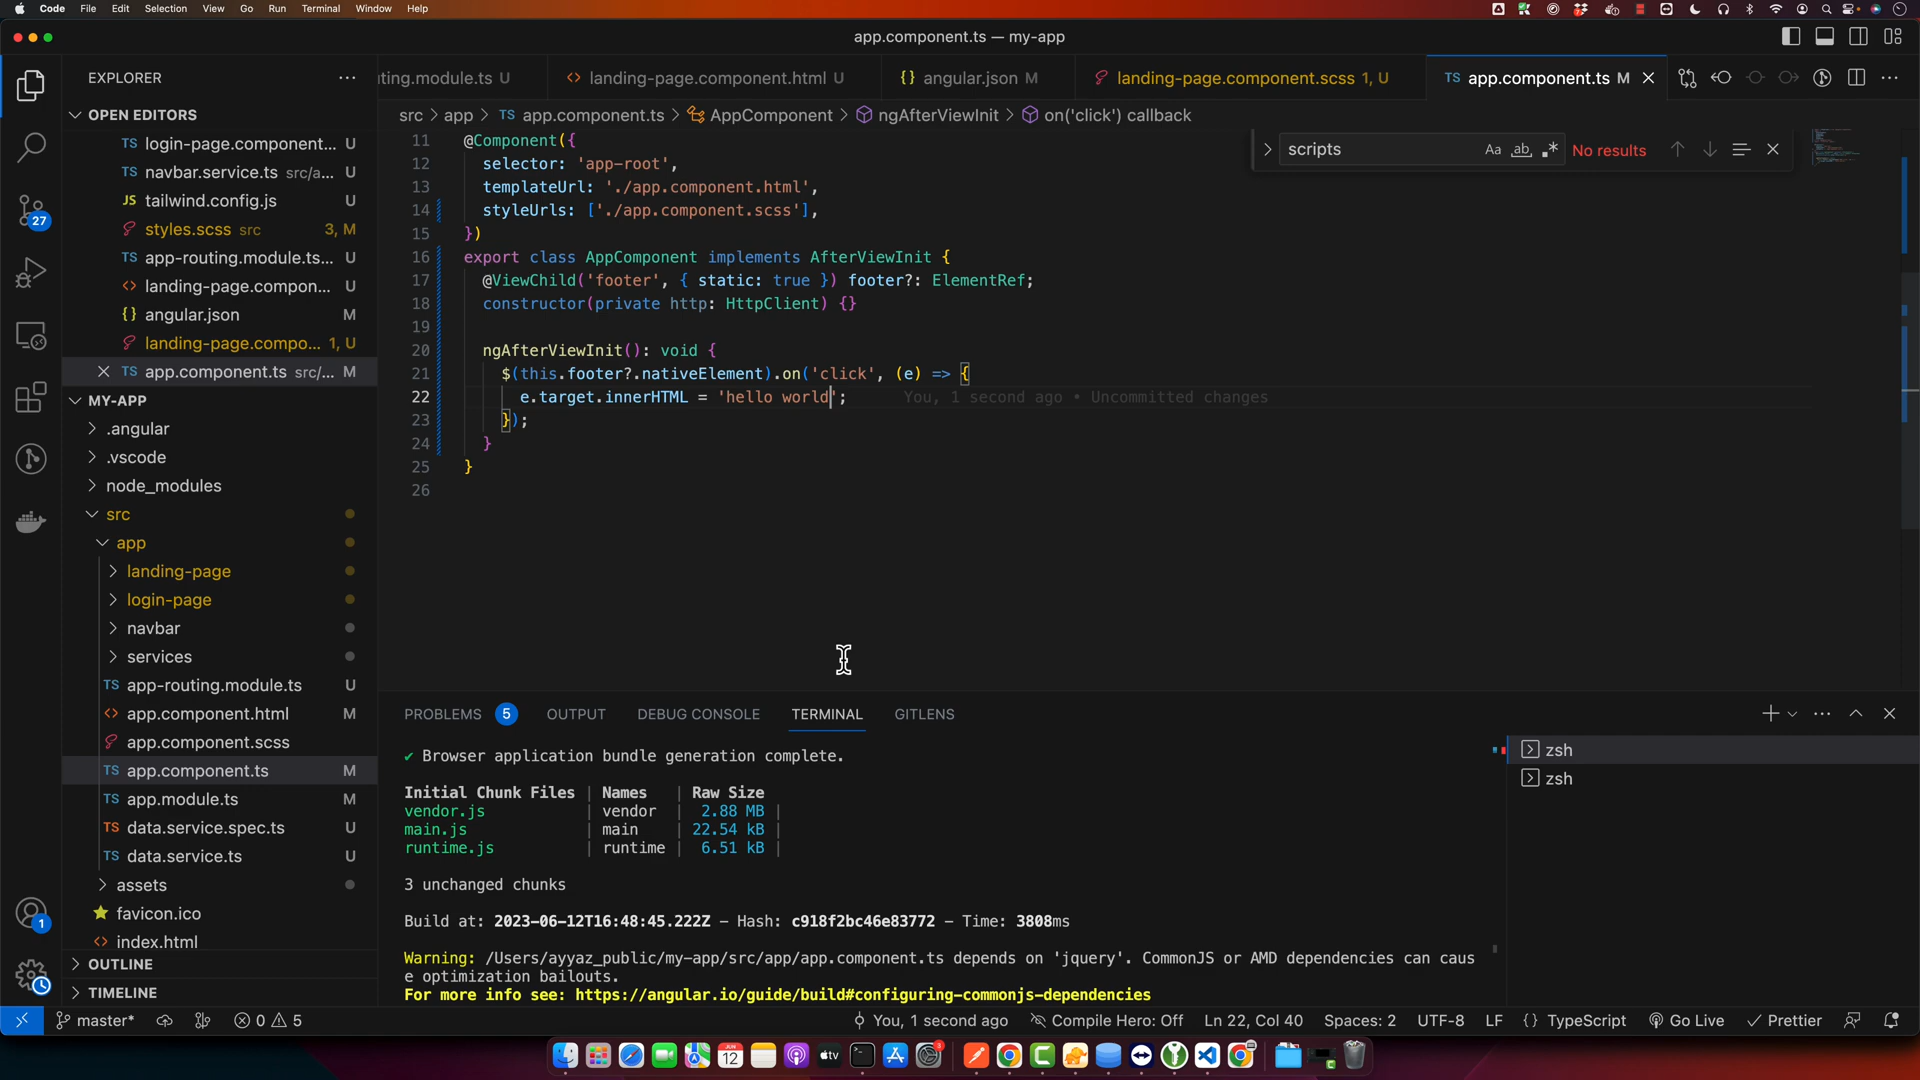 Code File Edit Selection View Go Run Terminal Window Help
app.component.ts — my-app
EXPLORER
OPEN EDITORS
login-page.component... U
navbar.service.ts src/a... U
tailwind.config.js U
styles.scss src 3, M
app-routing.module.ts... U
landing-page.compon... U
angular.json M
landing-page.compo... 1, U
app.component.ts src/... M
MY-APP
.angular
.vscode
node_modules
src
app
landing-page
login-page
navbar
services
app-routing.module.ts U
app.component.html M
app.component.scss
app.component.ts M
app.module.ts M
data.service.spec.ts U
data.service.ts U
assets
favicon.ico
index.html
OUTLINE
TIMELINE
27
1
uting.module.ts U landing-page.component.html U angular.json M landing-page.component.scss 1, U app.component.ts M
src > app > app.component.ts > AppComponent > ngAfterViewInit > on('click') callback
scripts Aa ab No results
11 @Component({
12 selector: 'app-root',
13 templateUrl: './app.component.html',
14 styleUrls: ['./app.component.scss'],
15 })
16 export class AppComponent implements AfterViewInit {
17 @ViewChild('footer', { static: true }) footer?: ElementRef;
18 constructor(private http: HttpClient) {}
19
20 ngAfterViewInit(): void {
21 $(this.footer?.nativeElement).on('click', (e) => {
22 e.target.innerHTML = 'hello world'; You, 1 second ago • Uncommitted changes
23 });
24 }
25 }
26
PROBLEMS 5 OUTPUT DEBUG CONSOLE TERMINAL GITLENS
zsh
zsh
✔ Browser application bundle generation complete.
Initial Chunk Files | Names | Raw Size
vendor.js | vendor | 2.88 MB |
main.js | main | 22.54 kB |
runtime.js | runtime | 6.51 kB |
3 unchanged chunks
Build at: 2023-06-12T16:48:45.222Z - Hash: c918f2bc46e83772 - Time: 3808ms
Warning: /Users/ayyaz_public/my-app/src/app/app.component.ts depends on 'jquery'. CommonJS or AMD dependencies can caus
e optimization bailouts.
For more info see: https://angular.io/guide/build#configuring-commonjs-dependencies
master* 0 5 You, 1 second ago Compile Hero: Off Ln 22, Col 40 Spaces: 2 UTF-8 LF {} TypeScript Go Live Prettier
JUN
12
tv
3